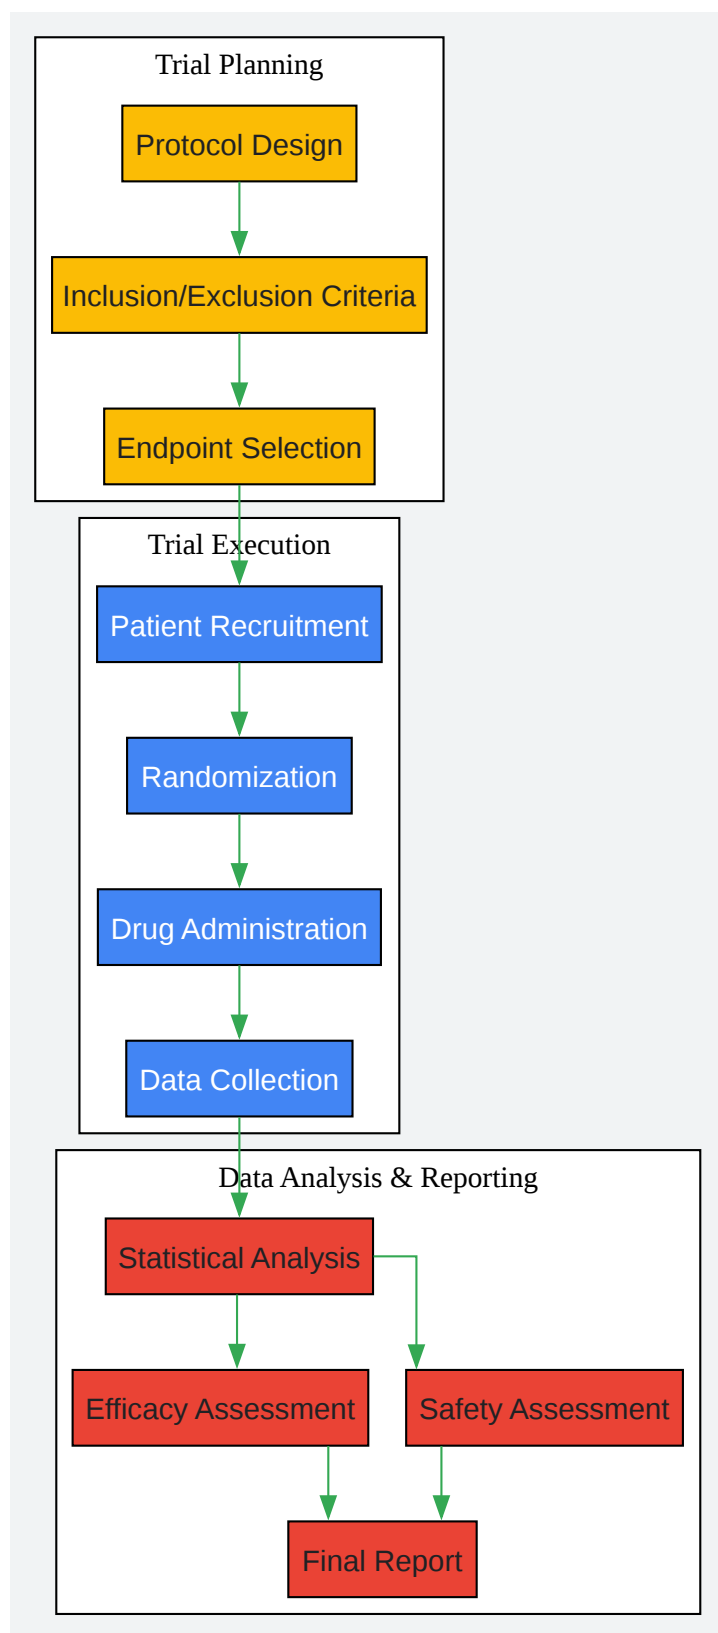 Trial Planning
Protocol Design
Inclusion/Exclusion Criteria
Endpoint Selection
Trial Execution
Patient Recruitment
Randomization
Drug Administration
Data Collection
Data Analysis & Reporting
Statistical Analysis
Efficacy Assessment
Safety Assessment
Final Report